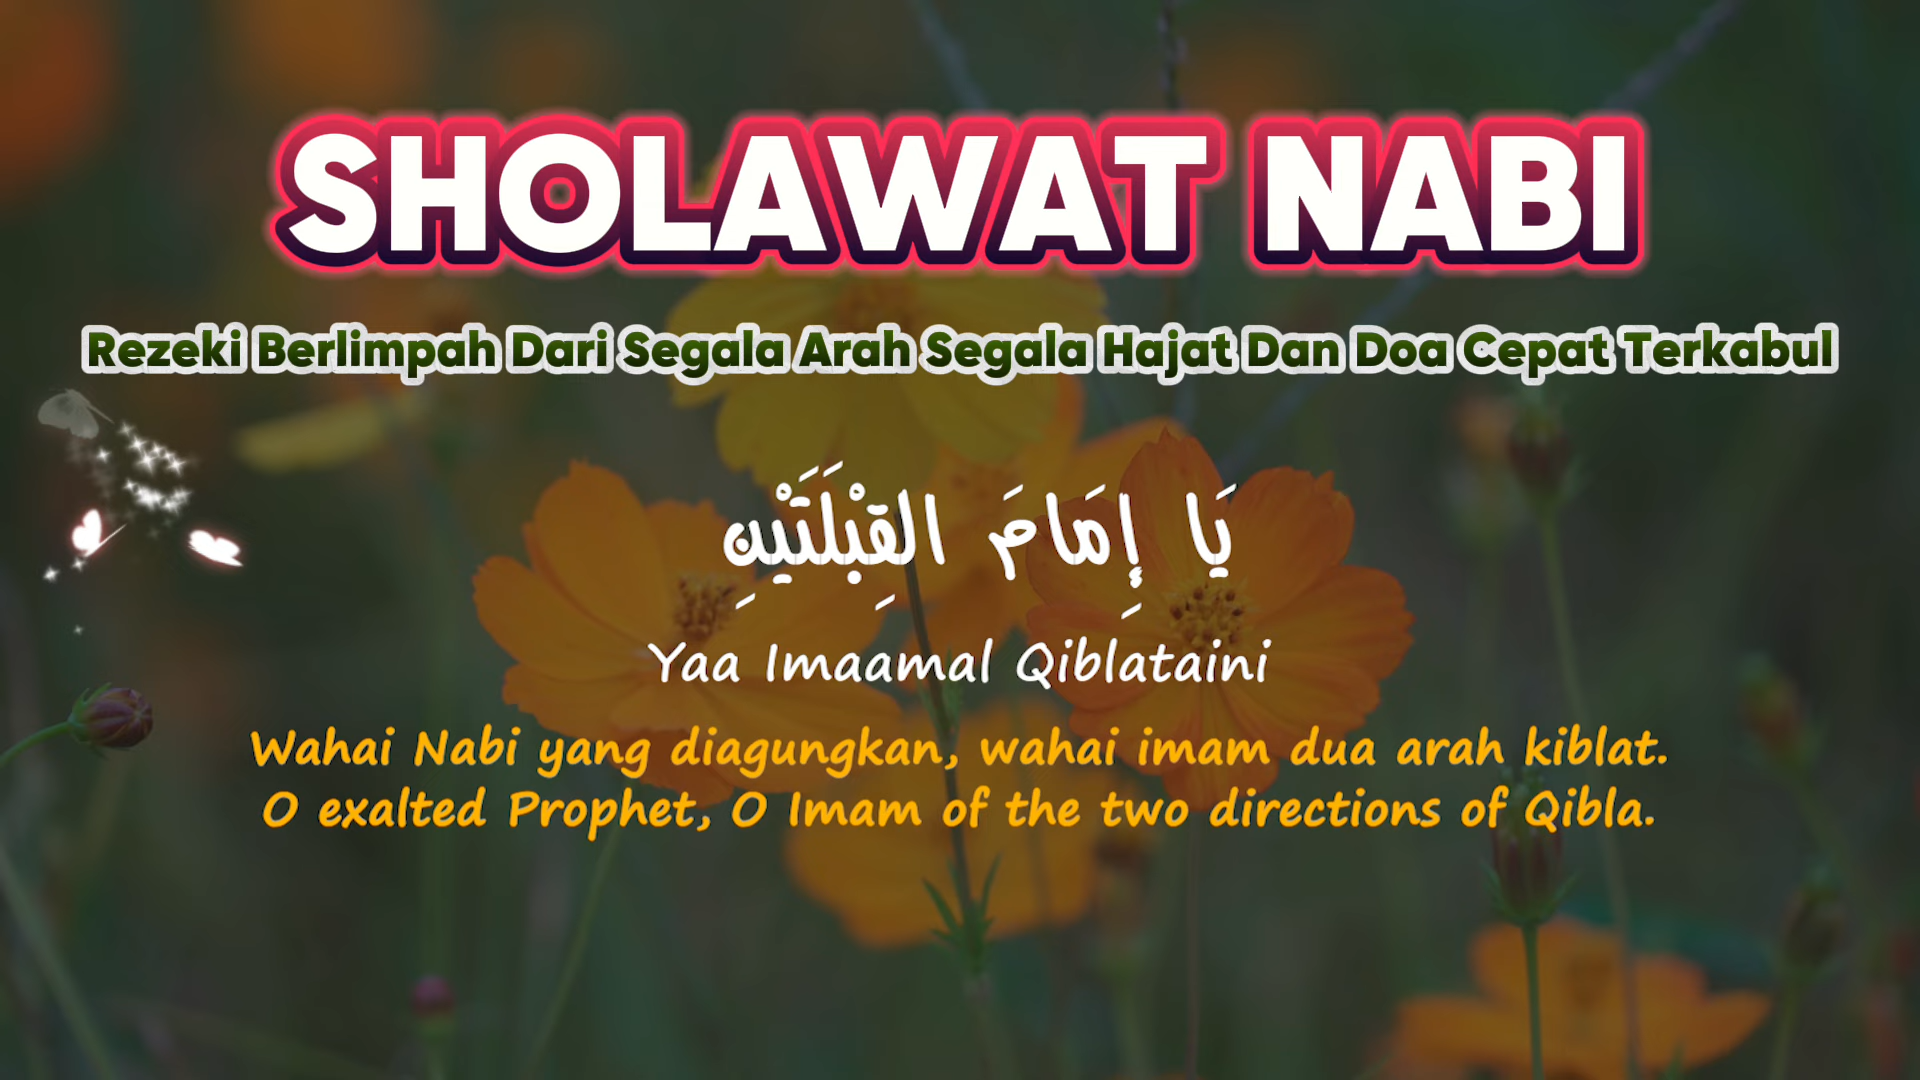 SHOLAWAT NABI
Rezeki Berlimpah Dari Segala Arah Segala Hajat Dan Doa Cepat Terkabul
يَا إِمَامَ القِبْلَتَيْنِ
Yaa Imaamal Qiblataini
Wahai Nabi yang diagungkan, wahai imam dua arah kiblat.
O exalted Prophet, O Imam of the two directions of Qibla.